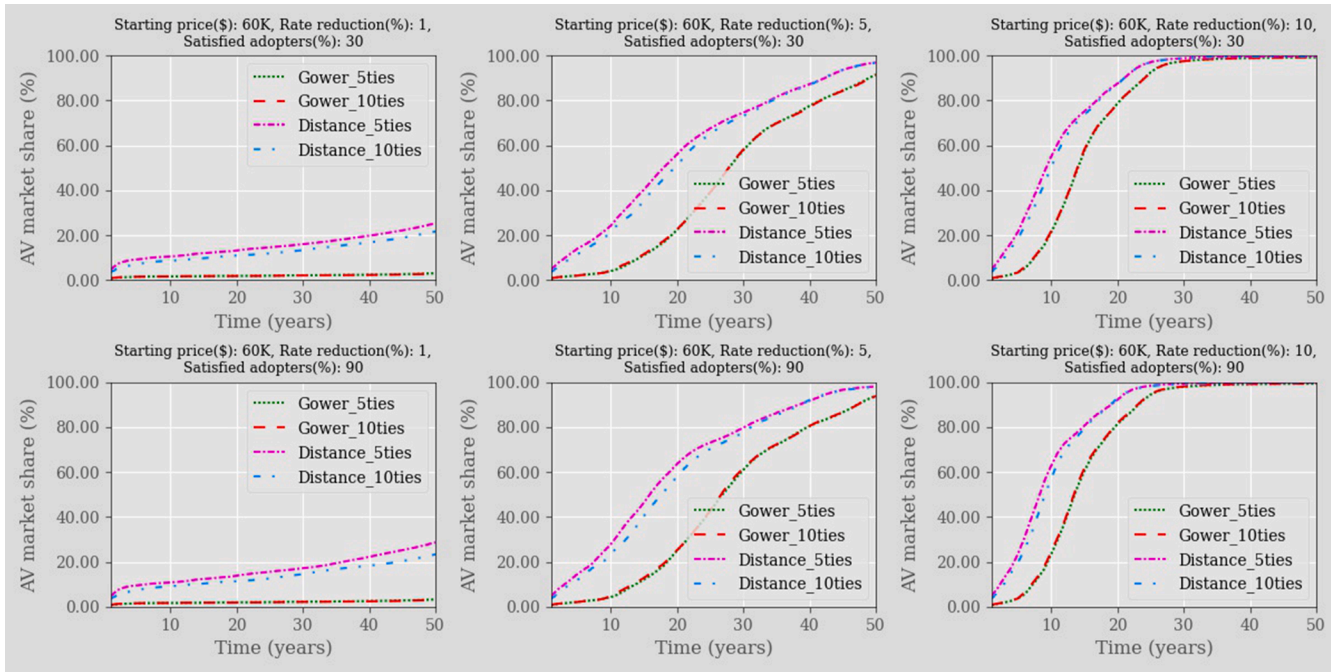 Starting price($): 60K, Rate reduction(%): 1,
Satisfied adopters(%): 30
AV market share (%)
100.00
80.00
60.00
40.00
20.00
0.00
Gower_5ties
Gower_10ties
Distance_5ties
Distance_10ties
10
20
30
40
50
Time (years)
Starting price($): 60K, Rate reduction(%): 5,
Satisfied adopters(%): 30
AV market share (%)
100.00
80.00
60.00
40.00
20.00
0.00
Gower_5ties
Gower_10ties
Distance_5ties
Distance_10ties
10
20
30
40
50
Time (years)
Starting price($): 60K, Rate reduction(%): 10,
Satisfied adopters(%): 30
AV market share (%)
100.00
80.00
60.00
40.00
20.00
0.00
Gower_5ties
Gower_10ties
Distance_5ties
Distance_10ties
10
20
30
40
50
Time (years)
Starting price($): 60K, Rate reduction(%): 1,
Satisfied adopters(%): 90
AV market share (%)
100.00
80.00
60.00
40.00
20.00
0.00
Gower_5ties
Gower_10ties
Distance_5ties
Distance_10ties
10
20
30
40
50
Time (years)
Starting price($): 60K, Rate reduction(%): 5,
Satisfied adopters(%): 90
AV market share (%)
100.00
80.00
60.00
40.00
20.00
0.00
Gower_5ties
Gower_10ties
Distance_5ties
Distance_10ties
10
20
30
40
50
Time (years)
Starting price($): 60K, Rate reduction(%): 10,
Satisfied adopters(%): 90
AV market share (%)
100.00
80.00
60.00
40.00
20.00
0.00
Gower_5ties
Gower_10ties
Distance_5ties
Distance_10ties
10
20
30
40
50
Time (years)